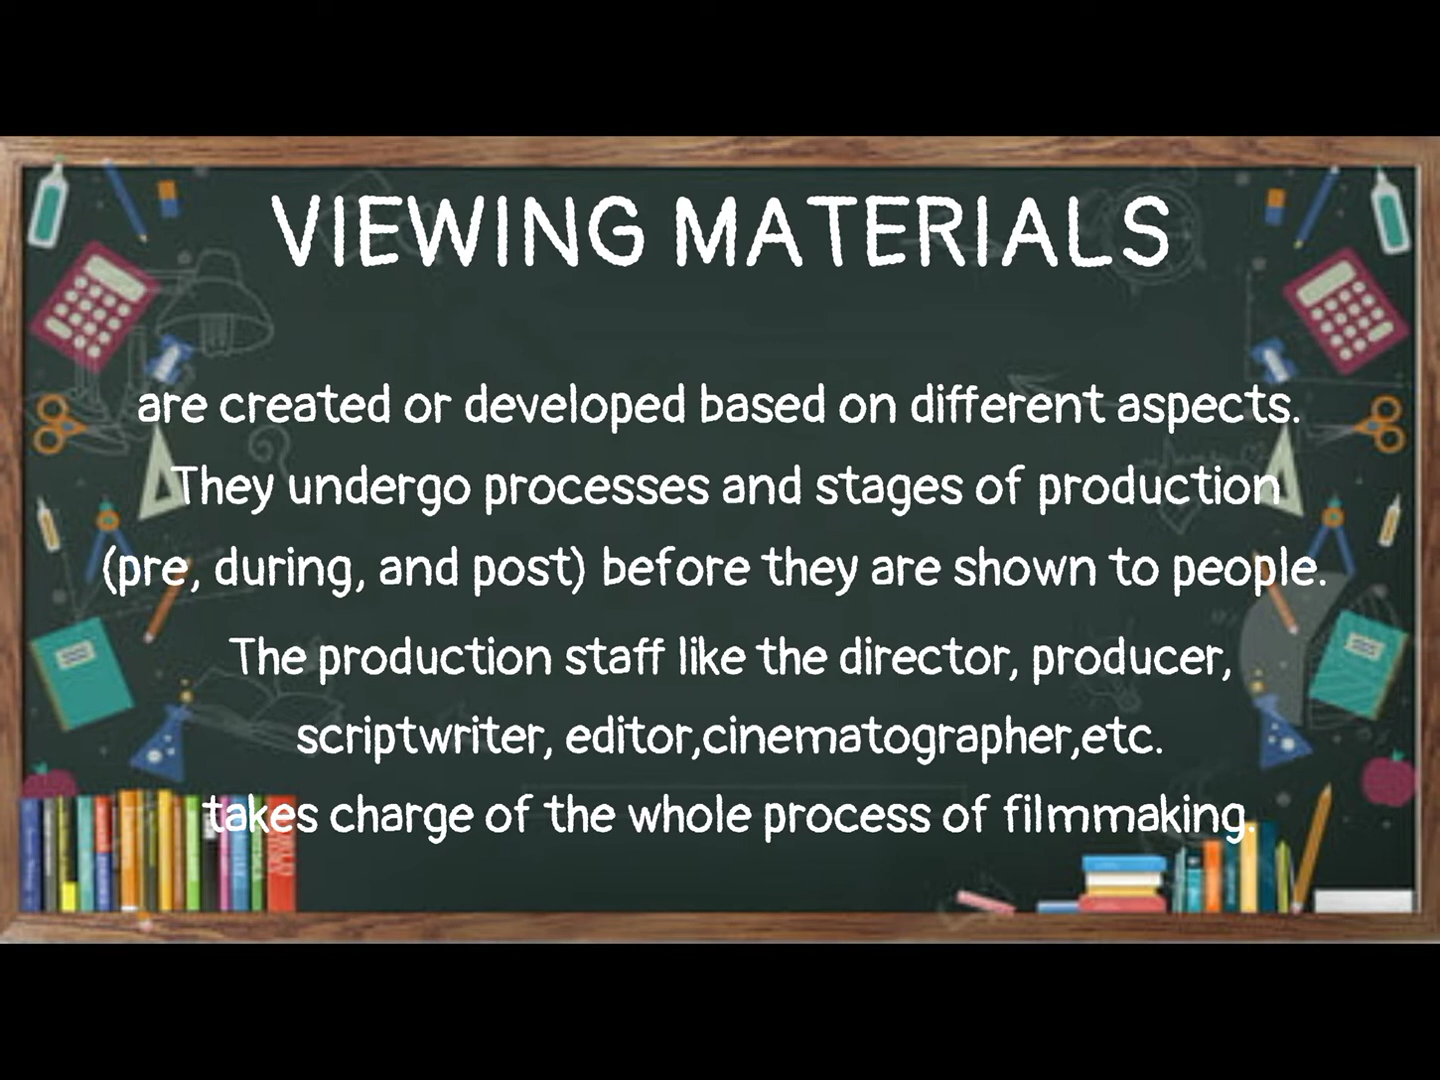 VIEWING MATERIALS
are created or developed based on different aspects.
They undergo processes and stages of production
(pre, during, and post) before they are shown to people.
The production staff like the director, producer,
scriptwriter, editor,cinematographer,etc.
takes charge of the whole process of filmmaking.